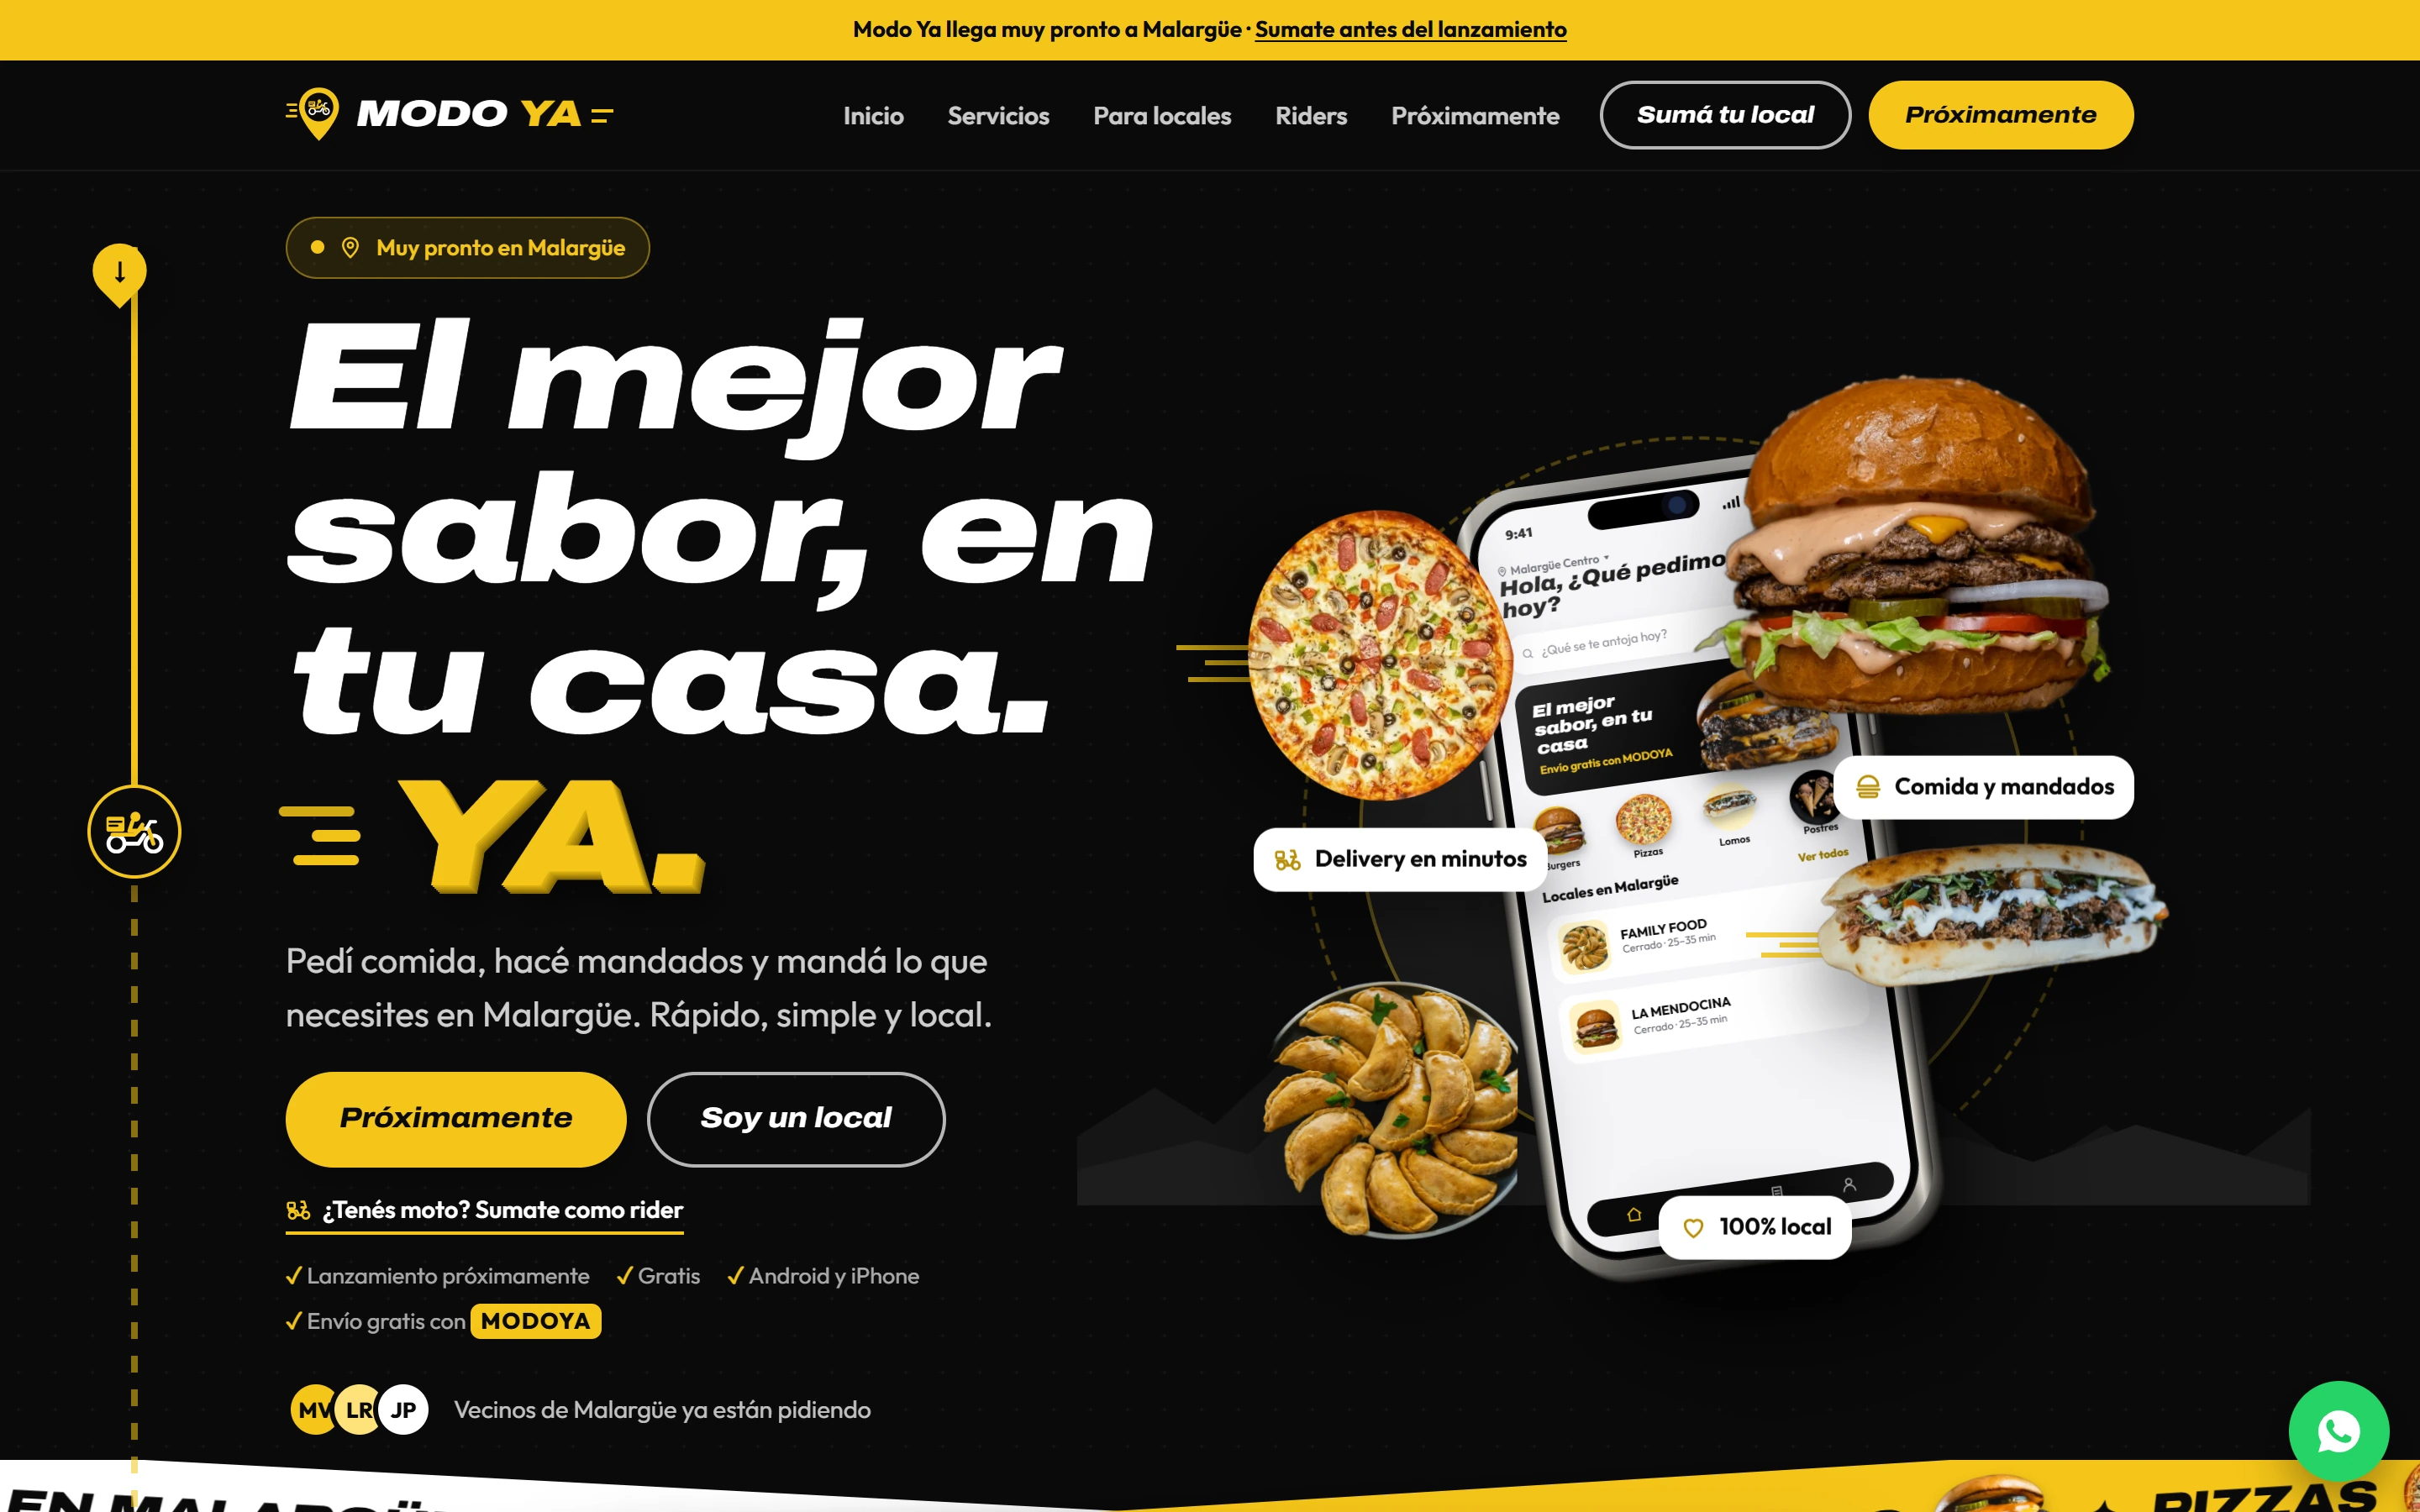 Modo Ya llega muy pronto a Malargüe · Sumate antes del lanzamiento
MODO YA
Inicio
Servicios
Para locales
Riders
Próximamente
Sumá tu local
Próximamente
Muy pronto en Malargüe
El mejor
sabor, en
tu casa.
YA.
Pedí comida, hacé mandados y mandá lo que
necesites en Malargüe. Rápido, simple y local.
Próximamente
Soy un local
¿Tenés moto? Sumate como rider
✓ Lanzamiento próximamente
✓ Gratis
✓ Android y iPhone
✓ Envío gratis con MODOYA
MV
LR
JP
Vecinos de Malargüe ya están pidiendo
9:41
Malargüe Centro
Hola, ¿Qué pedimo
hoy?
¿Qué se te antoja hoy?
El mejor
sabor, en tu
casa
Envío gratis con MODOYA
Comida y mandados
Delivery en minutos
Burgers
Pizzas
Lomos
Postres
Ver todos
Locales en Malargüe
FAMILY FOOD
Cerrado · 25–35 min
LA MENDOCINA
Cerrado · 25–35 min
100% local
EN MALARGÜE
PIZZAS